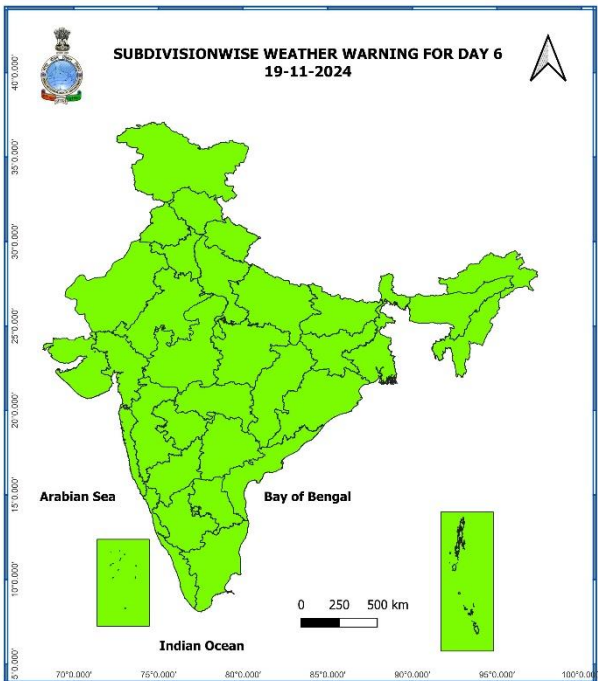 SUBDIVISIONWISE WEATHER WARNING FOR DAY 6
19-11-2024
40°0.000'
35°0.000'
30°0.000'
25°0.000'
20°0.000'
15°0.000'
10°0.000'
5°0.000'
Arabian Sea
Bay of Bengal
0 250 500 km
Indian Ocean
70°0.000' 75°0.000' 80°0.000' 85°0.000' 90°0.000' 95°0.000' 100°0.000'